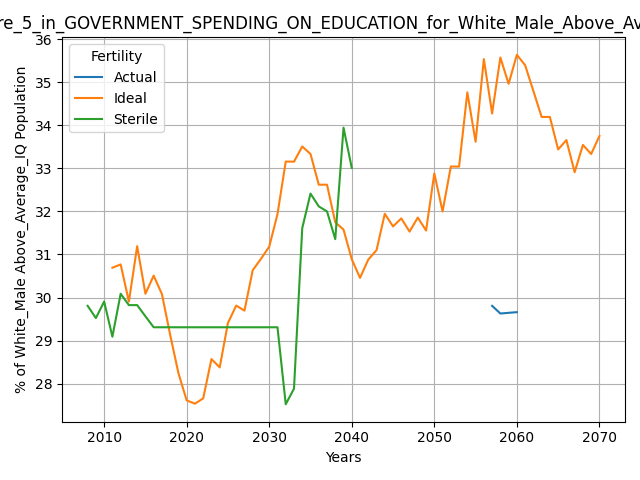 re_5_in_GOVERNMENT_SPENDING_ON_EDUCATION_for_White_Male_Above_Av
Fertility
Actual
Ideal
Sterile
% of White_Male Above_Average_IQ Population
36
35
34
33
32
31
30
29
28
2010 2020 2030 2040 2050 2060 2070
Years